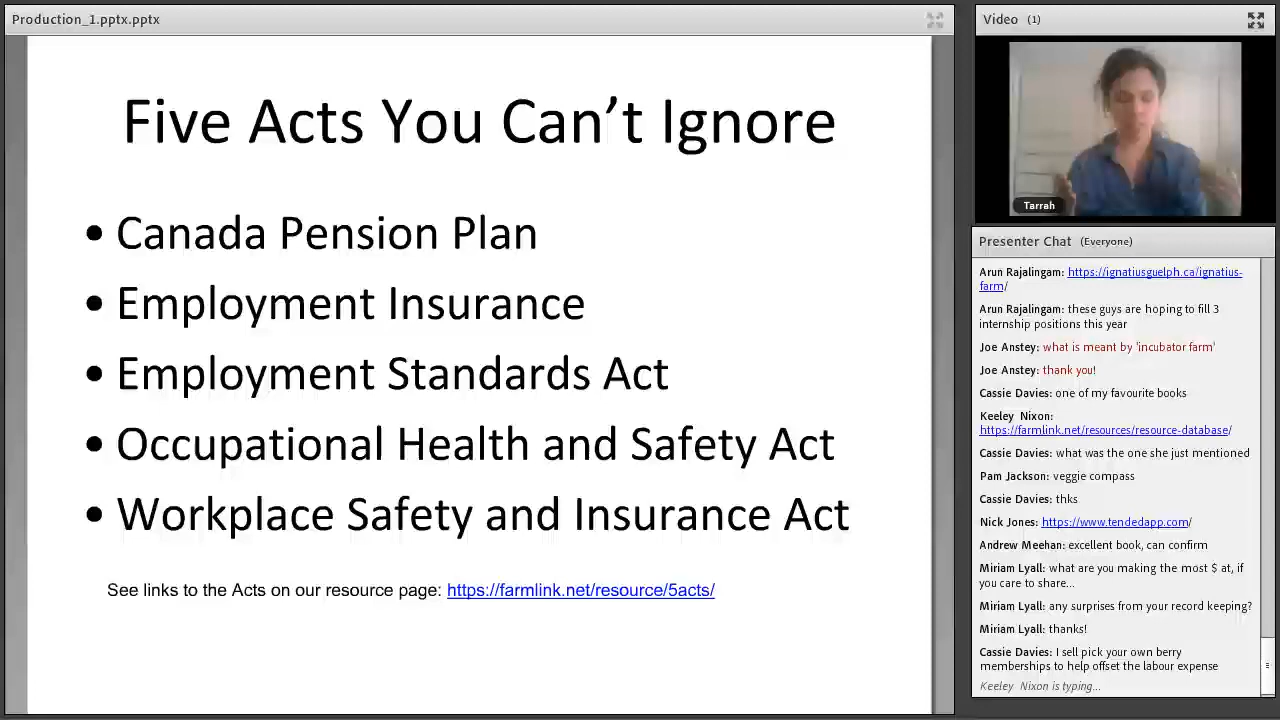 Production_1.pptx.pptx
Five Acts You Can't Ignore
• Canada Pension Plan
• Employment Insurance
• Employment Standards Act
• Occupational Health and Safety Act
• Workplace Safety and Insurance Act
See links to the Acts on our resource page: https://farmlink.net/resource/5acts/
Video (1)
Tarrah
Presenter Chat (Everyone)
Arun Rajalingam: https://ignatiusguelph.ca/ignatius-
farm/
Arun Rajalingam: these guys are hoping to fill 3
internship positions this year
Joe Anstey: what is meant by 'incubator farm'
Joe Anstey: thank you!
Cassie Davies: one of my favourite books
Keeley Nixon:
https://farmlink.net/resources/resource-database/
Cassie Davies: what was the one she just mentioned
Pam Jackson: veggie compass
Cassie Davies: thks
Nick Jones: https://www.tendedapp.com/
Andrew Meehan: excellent book, can confirm
Miriam Lyall: what are you making the most $ at, if
you care to share...
Miriam Lyall: any surprises from your record keeping?
Miriam Lyall: thanks!
Cassie Davies: I sell pick your own berry
memberships to help offset the labour expense
Keeley Nixon is typing...